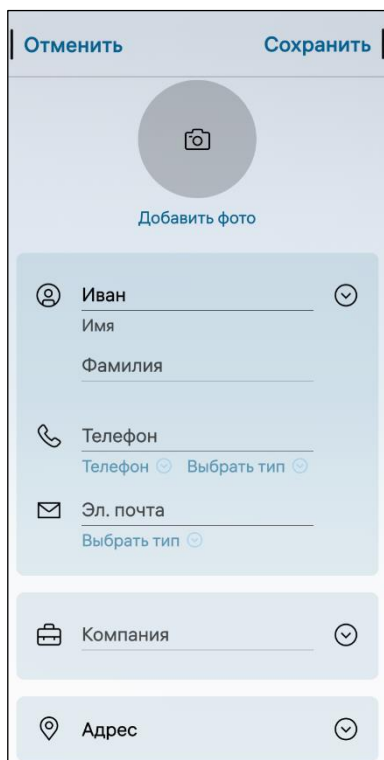 Отменить Сохранить
Добавить фото
Иван
Имя
Фамилия
Телефон
Телефон Выбрать тип
Эл. почта
Выбрать тип
Компания
Адрес